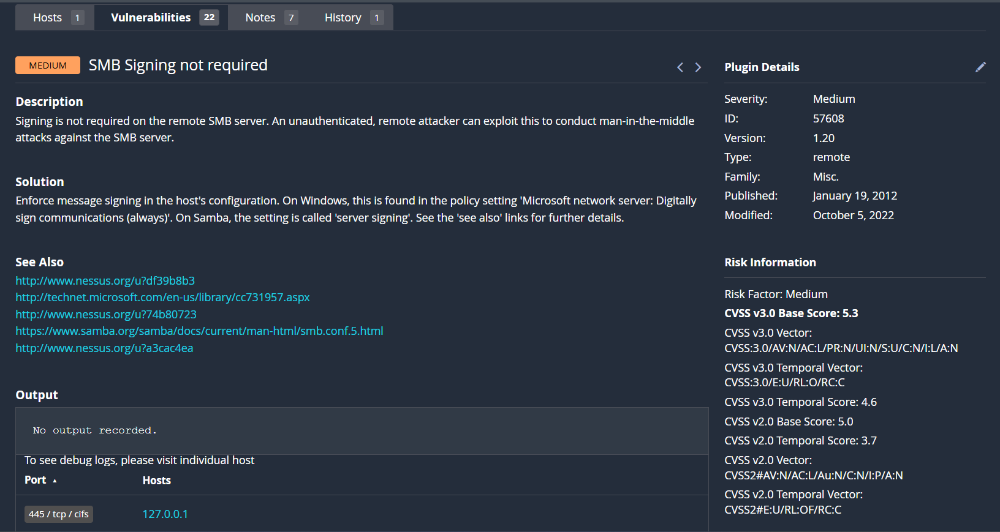 Hosts 1 Vulnerabilities 22 Notes 7 History 1
MEDIUM SMB Signing not required
Description
Signing is not required on the remote SMB server. An unauthenticated, remote attacker can exploit this to conduct man-in-the-middle
attacks against the SMB server.
Solution
Enforce message signing in the host's configuration. On Windows, this is found in the policy setting 'Microsoft network server: Digitally
sign communications (always)'. On Samba, the setting is called 'server signing'. See the 'see also' links for further details.
See Also
http://www.nessus.org/u?df39b8b3
http://technet.microsoft.com/en-us/library/cc731957.aspx
http://www.nessus.org/u?74b80723
https://www.samba.org/samba/docs/current/man-html/smb.conf.5.html
http://www.nessus.org/u?a3cac4ea
Output
No output recorded.
To see debug logs, please visit individual host
Port ▲ Hosts
445 / tcp / cifs 127.0.0.1
Plugin Details
Severity: Medium
ID: 57608
Version: 1.20
Type: remote
Family: Misc.
Published: January 19, 2012
Modified: October 5, 2022
Risk Information
Risk Factor: Medium
CVSS v3.0 Base Score: 5.3
CVSS v3.0 Vector:
CVSS:3.0/AV:N/AC:L/PR:N/UI:N/S:U/C:N/I:L/A:N
CVSS v3.0 Temporal Vector:
CVSS:3.0/E:U/RL:O/RC:C
CVSS v3.0 Temporal Score: 4.6
CVSS v2.0 Base Score: 5.0
CVSS v2.0 Temporal Score: 3.7
CVSS v2.0 Vector:
CVSS2#AV:N/AC:L/Au:N/C:N/I:P/A:N
CVSS v2.0 Temporal Vector:
CVSS2#E:U/RL:OF/RC:C